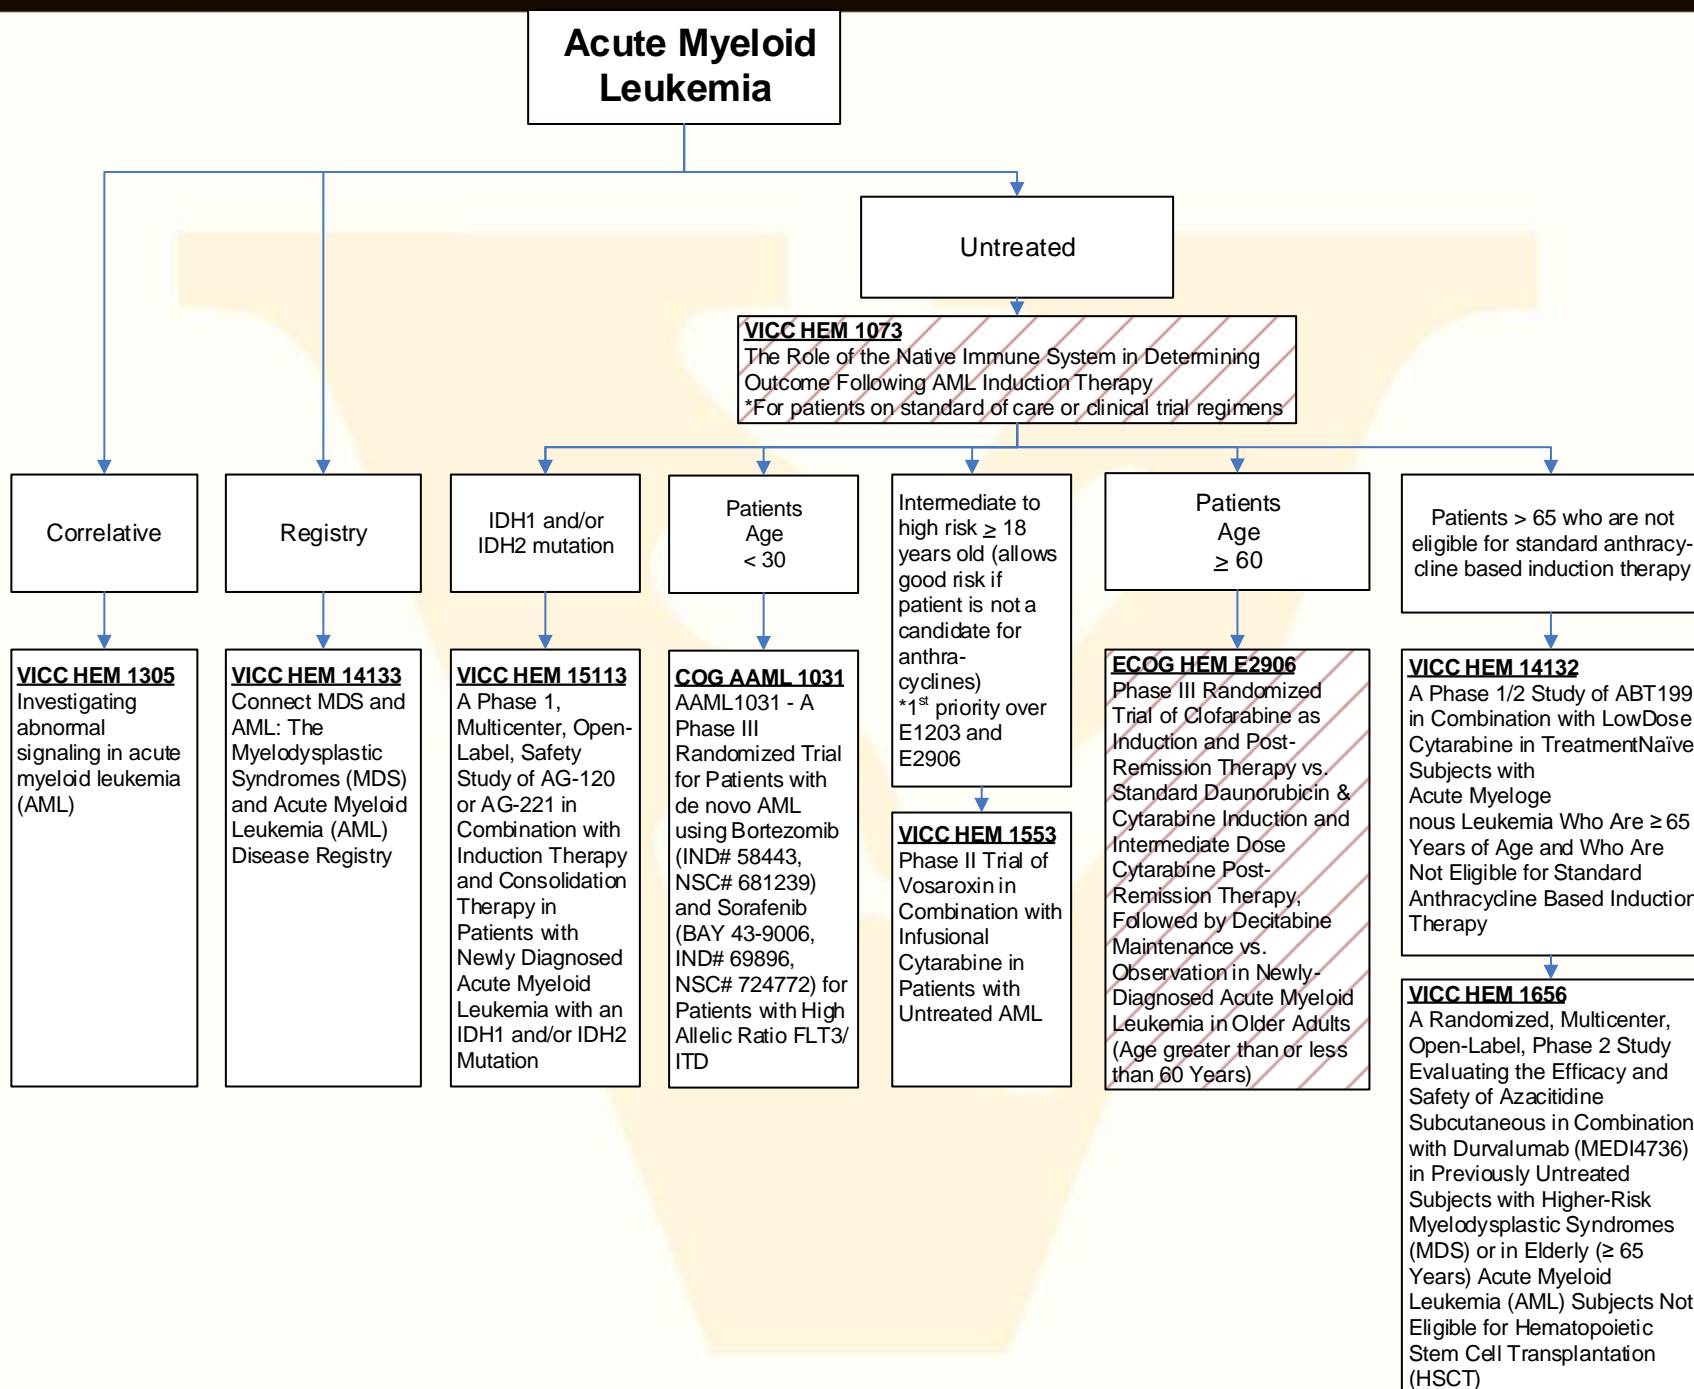 Acute Myeloid
Leukemia
Untreated
VICC HEM 1073
The Role of the Native Immune System in Determining
Outcome Following AML Induction Therapy
*For patients on standard of care or clinical trial regimens
Correlative
Registry
IDH1 and/or
IDH2 mutation
Patients
Age
< 30
Intermediate to
high risk ≥ 18
years old (allows
good risk if
patient is not a
candidate for
anthra-
cyclines)
*1st priority over
E1203 and
E2906
Patients
Age
≥ 60
Patients > 65 who are not
eligible for standard anthracy-
cline based induction therapy
VICC HEM 1305
Investigating
abnormal
signaling in acute
myeloid leukemia
(AML)
VICC HEM 14133
Connect MDS and
AML: The
Myelodysplastic
Syndromes (MDS)
and Acute Myeloid
Leukemia (AML)
Disease Registry
VICC HEM 15113
A Phase 1,
Multicenter, Open-
Label, Safety
Study of AG-120
or AG-221 in
Combination with
Induction Therapy
and Consolidation
Therapy in
Patients with
Newly Diagnosed
Acute Myeloid
Leukemia with an
IDH1 and/or IDH2
Mutation
COG AAML 1031
AAML1031 - A
Phase III
Randomized Trial
for Patients with
de novo AML
using Bortezomib
(IND# 58443,
NSC# 681239)
and Sorafenib
(BAY 43-9006,
IND# 69896,
NSC# 724772) for
Patients with High
Allelic Ratio FLT3/
ITD
VICC HEM 1553
Phase II Trial of
Vosaroxin in
Combination with
Infusional
Cytarabine in
Patients with
Untreated AML
ECOG HEM E2906
Phase III Randomized
Trial of Clofarabine as
Induction and Post-
Remission Therapy vs.
Standard Daunorubicin &
Cytarabine Induction and
Intermediate Dose
Cytarabine Post-
Remission Therapy,
Followed by Decitabine
Maintenance vs.
Observation in Newly-
Diagnosed Acute Myeloid
Leukemia in Older Adults
(Age greater than or less
than 60 Years)
VICC HEM 14132
A Phase 1/2 Study of ABT199
in Combination with LowDose
Cytarabine in TreatmentNaïve
Subjects with
Acute Myeloge
nous Leukemia Who Are ≥ 65
Years of Age and Who Are
Not Eligible for Standard
Anthracycline Based Induction
Therapy
VICC HEM 1656
A Randomized, Multicenter,
Open-Label, Phase 2 Study
Evaluating the Efficacy and
Safety of Azacitidine
Subcutaneous in Combination
with Durvalumab (MEDI4736)
in Previously Untreated
Subjects with Higher-Risk
Myelodysplastic Syndromes
(MDS) or in Elderly (≥ 65
Years) Acute Myeloid
Leukemia (AML) Subjects Not
Eligible for Hematopoietic
Stem Cell Transplantation
(HSCT)